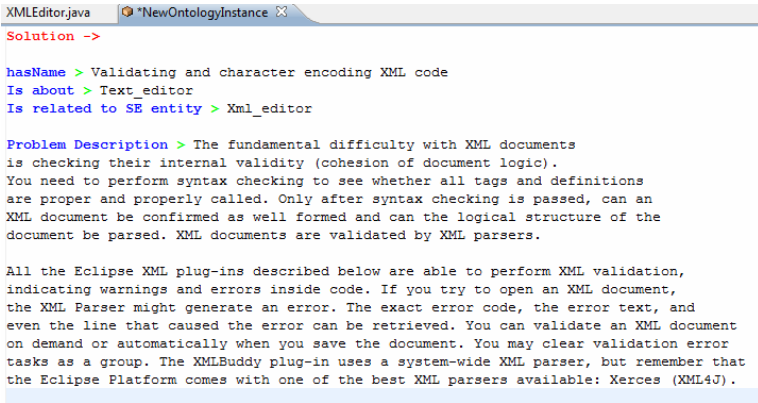 XMLEditor.java *NewOntologyInstance
Solution ->
hasName > Validating and character encoding XML code
Is about > Text_editor
Is related to SE entity > Xml_editor
Problem Description > The fundamental difficulty with XML documents
is checking their internal validity (cohesion of document logic).
You need to perform syntax checking to see whether all tags and definitions
are proper and properly called. Only after syntax checking is passed, can an
XML document be confirmed as well formed and can the logical structure of the
document be parsed. XML documents are validated by XML parsers.
All the Eclipse XML plug-ins described below are able to perform XML validation,
indicating warnings and errors inside code. If you try to open an XML document,
the XML Parser might generate an error. The exact error code, the error text, and
even the line that caused the error can be retrieved. You can validate an XML document
on demand or automatically when you save the document. You may clear validation error
tasks as a group. The XMLBuddy plug-in uses a system-wide XML parser, but remember that
the Eclipse Platform comes with one of the best XML parsers available: Xerces (XML4J).